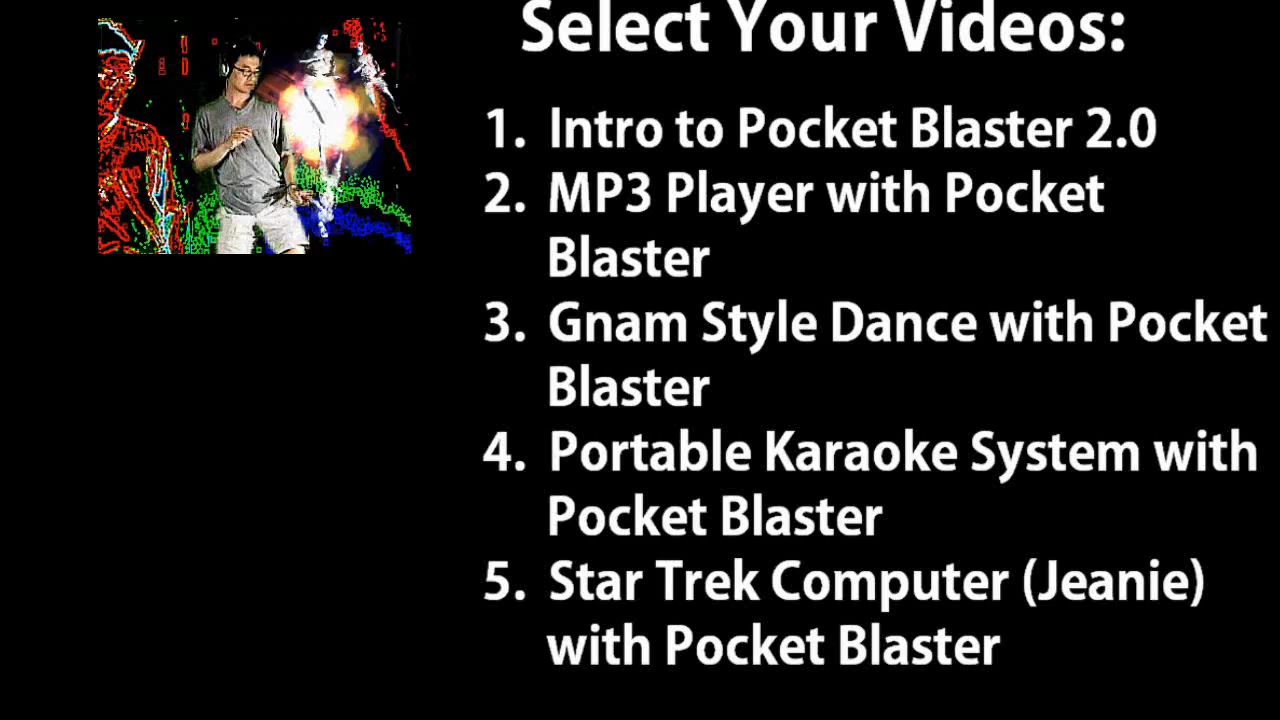 Select Your Videos:
1. Intro to Pocket Blaster 2.0
2. MP3 Player with Pocket
Blaster
3. Gnam Style Dance with Pocket
Blaster
4. Portable Karaoke System with
Pocket Blaster
5. Star Trek Computer (Jeanie)
with Pocket Blaster